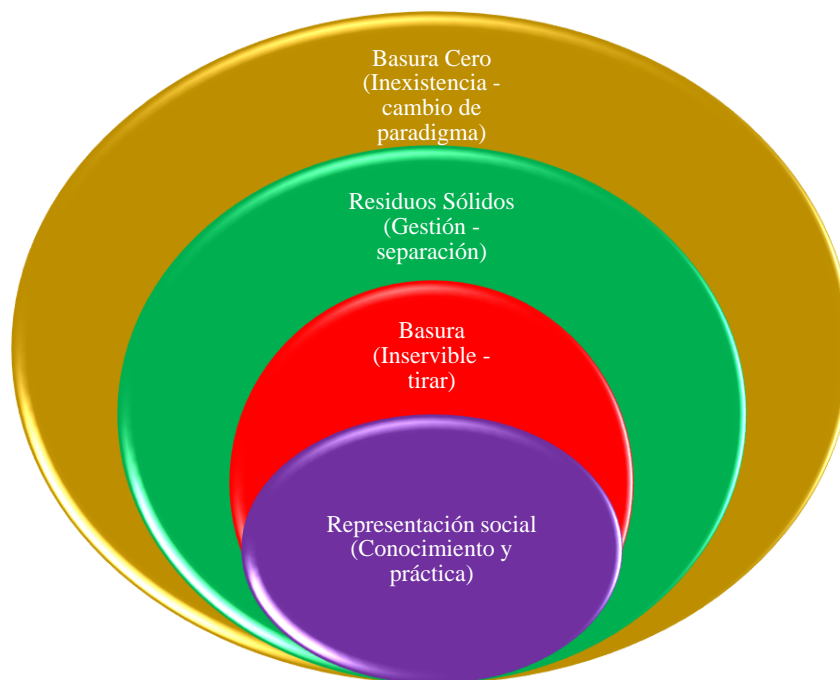 Basura Cero
(Inexistencia -
cambio de
paradigma)
Residuos Sólidos
(Gestión -
separación)
Basura
(Inservible -
tirar)
Representación social
(Conocimiento y
práctica)